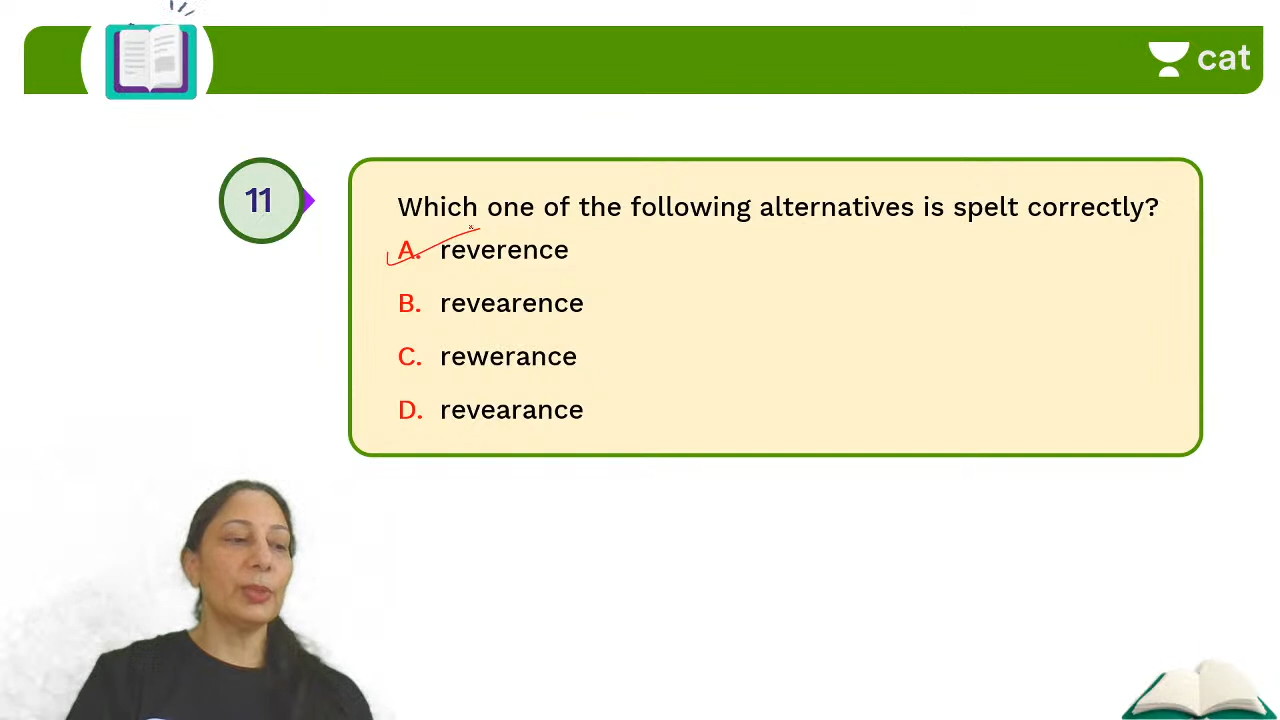 cat
11
Which one of the following alternatives is spelt correctly?
A. reverence
B. revearence
C. rewerance
D. revearance